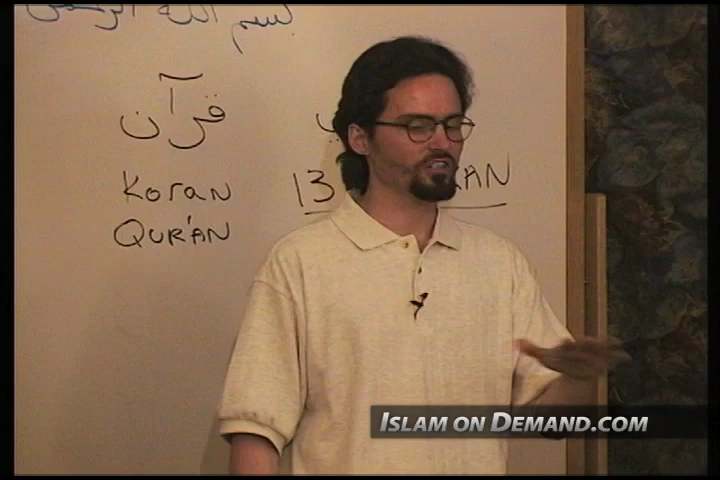 بسم الله الرحمن
قرآن
Koran
QUR'AN
13
ISLAM ON DEMAND.COM